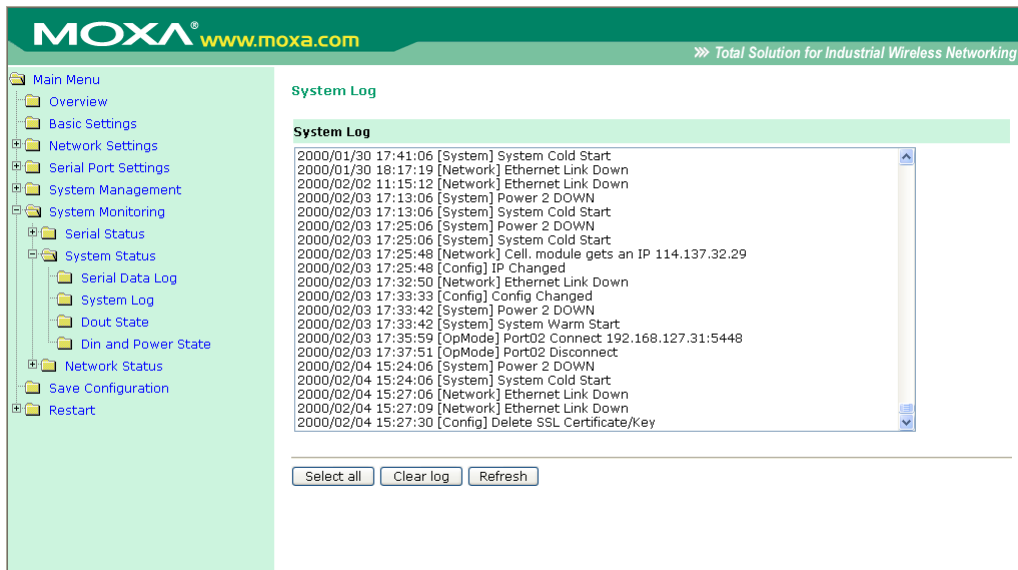 MOXA® www.moxa.com
Total Solution for Industrial Wireless Networking
Main Menu
Overview
Basic Settings
Network Settings
Serial Port Settings
System Management
System Monitoring
Serial Status
System Status
Serial Data Log
System Log
Dout State
Din and Power State
Network Status
Save Configuration
Restart
System Log
System Log
2000/01/30 17:41:06 [System] System Cold Start
2000/01/30 18:17:19 [Network] Ethernet Link Down
2000/02/02 11:15:12 [Network] Ethernet Link Down
2000/02/03 17:13:06 [System] Power 2 DOWN
2000/02/03 17:13:06 [System] System Cold Start
2000/02/03 17:25:06 [System] Power 2 DOWN
2000/02/03 17:25:06 [System] System Cold Start
2000/02/03 17:25:48 [Network] Cell. module gets an IP 114.137.32.29
2000/02/03 17:25:48 [Config] IP Changed
2000/02/03 17:32:50 [Network] Ethernet Link Down
2000/02/03 17:33:33 [Config] Config Changed
2000/02/03 17:33:42 [System] Power 2 DOWN
2000/02/03 17:33:42 [System] System Warm Start
2000/02/03 17:35:59 [OpMode] Port02 Connect 192.168.127.31:5448
2000/02/03 17:37:51 [OpMode] Port02 Disconnect
2000/02/04 15:24:06 [System] Power 2 DOWN
2000/02/04 15:24:06 [System] System Cold Start
2000/02/04 15:27:06 [Network] Ethernet Link Down
2000/02/04 15:27:09 [Network] Ethernet Link Down
2000/02/04 15:27:30 [Config] Delete SSL Certificate/Key
Select all Clear log Refresh